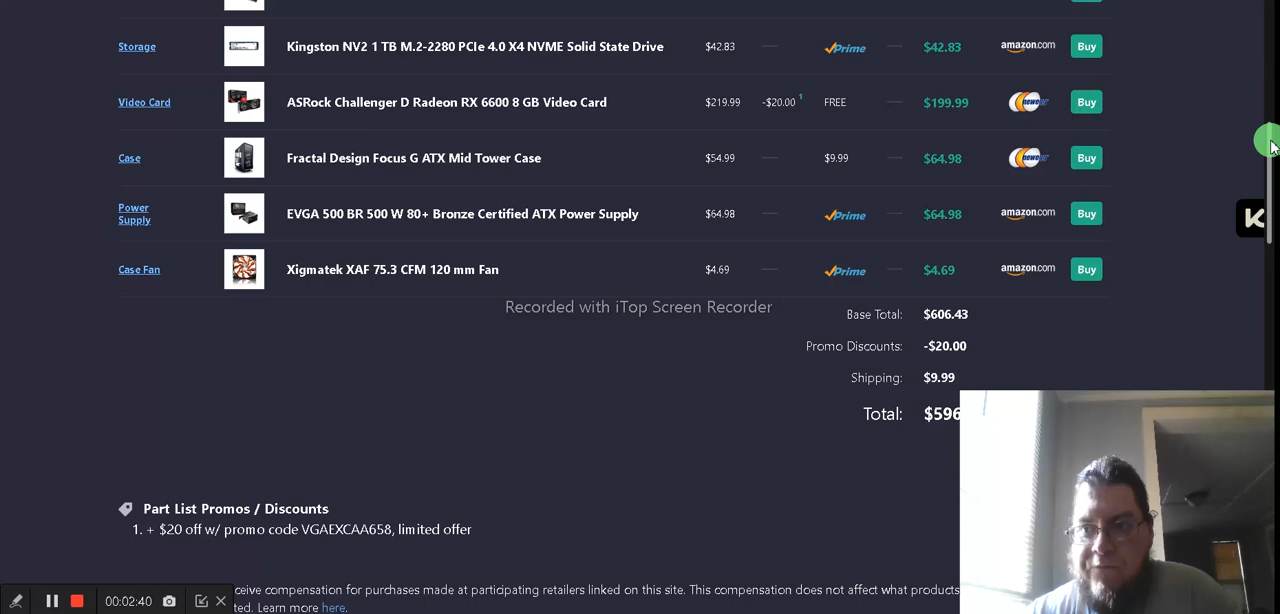 Storage Kingston NV2 1 TB M.2-2280 PCIe 4.0 X4 NVME Solid State Drive $42.83 — Prime — $42.83 amazon.com Buy
Video Card ASRock Challenger D Radeon RX 6600 8 GB Video Card $219.99 -$20.00 1 FREE — $199.99 newegg Buy
Case Fractal Design Focus G ATX Mid Tower Case $54.99 — $9.99 — $64.98 newegg Buy
Power
Supply EVGA 500 BR 500 W 80+ Bronze Certified ATX Power Supply $64.98 — Prime — $64.98 amazon.com Buy
Case Fan Xigmatek XAF 75.3 CFM 120 mm Fan $4.69 — Prime — $4.69 amazon.com Buy
Recorded with iTop Screen Recorder
Base Total: $606.43
Promo Discounts: -$20.00
Shipping: $9.99
Total: $596
Part List Promos / Discounts
1. + $20 off w/ promo code VGAEXCAA658, limited offer
ceive compensation for purchases made at participating retailers linked on this site. This compensation does not affect what products
ted. Learn more here.
00:02:40
K